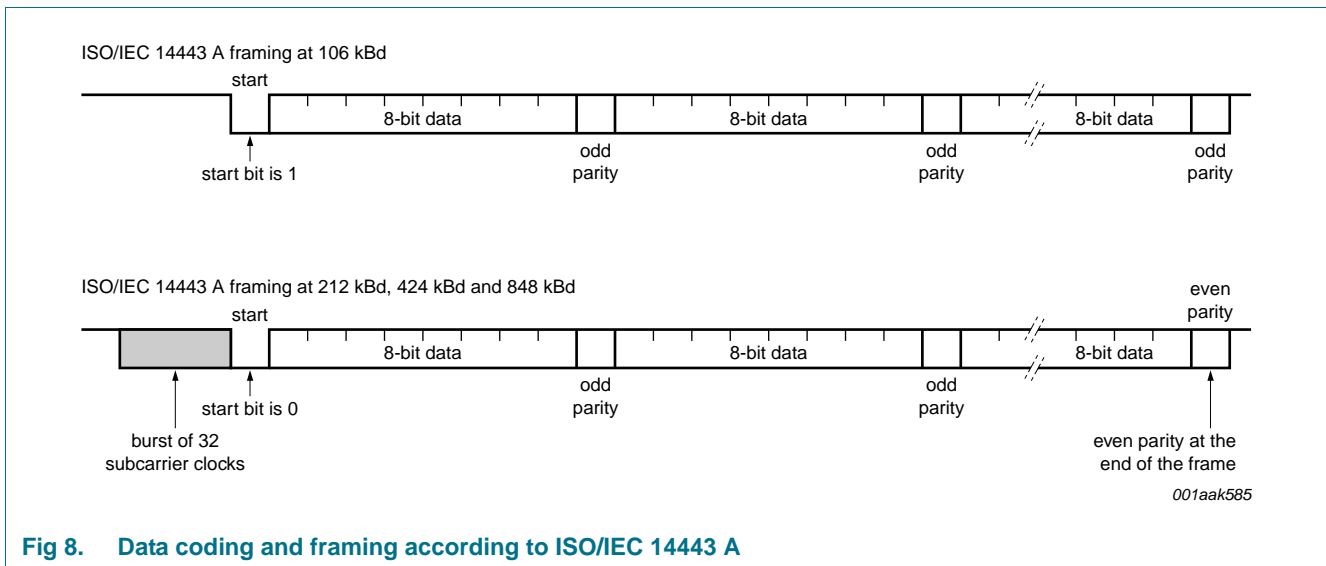 ISO/IEC 14443 A framing at 106 kBd
start
8-bit data
8-bit data
8-bit data
start bit is 1
odd
parity
odd
parity
odd
parity
ISO/IEC 14443 A framing at 212 kBd, 424 kBd and 848 kBd
start
even
parity
8-bit data
8-bit data
8-bit data
start bit is 0
odd
parity
odd
parity
burst of 32
subcarrier clocks
even parity at the
end of the frame
001aak585
Fig 8. Data coding and framing according to ISO/IEC 14443 A